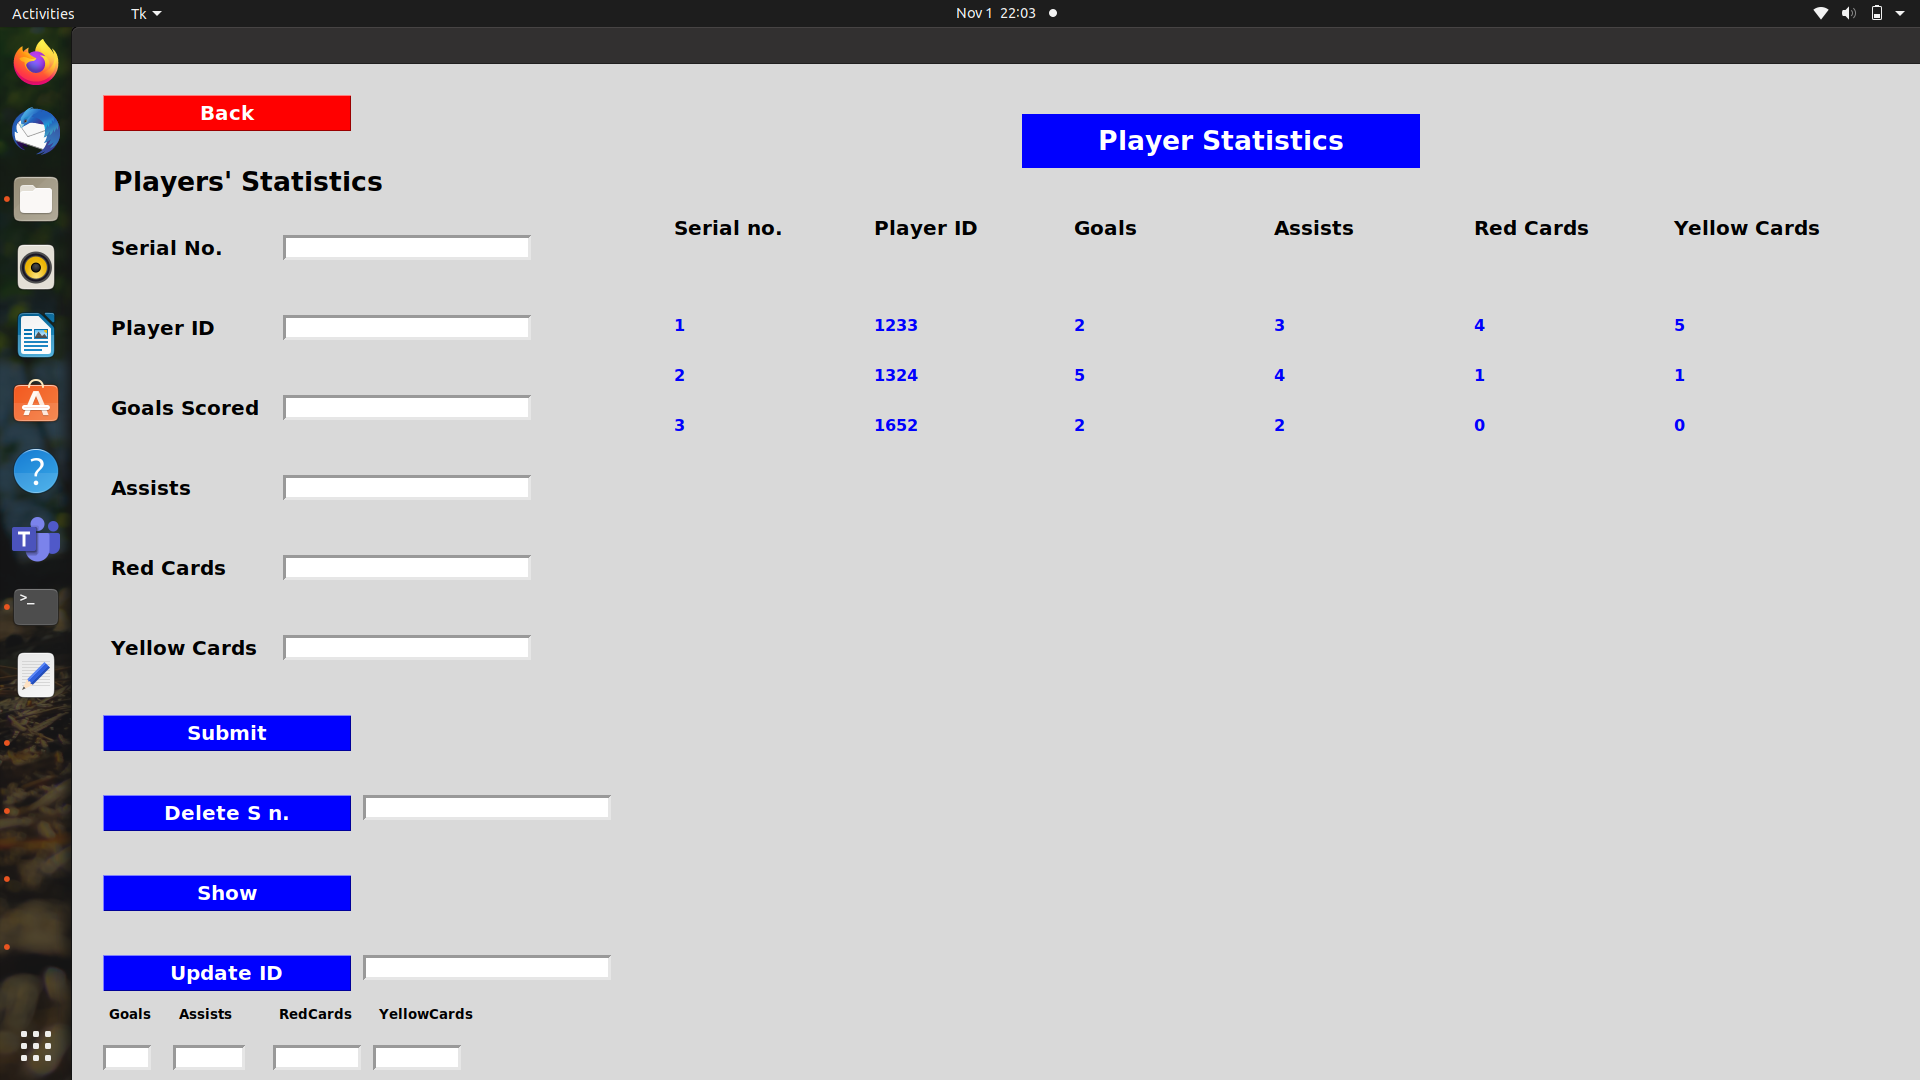 Activities Tk Nov 1 22:03
Back
Player Statistics
Players' Statistics
Serial no. Player ID Goals Assists Red Cards Yellow Cards
Serial No.
1 1233 2 3 4 5
Player ID
2 1324 5 4 1 1
Goals Scored
3 1652 2 2 0 0
Assists
Red Cards
Yellow Cards
Submit
Delete S n.
Show
Update ID
Goals Assists RedCards YellowCards